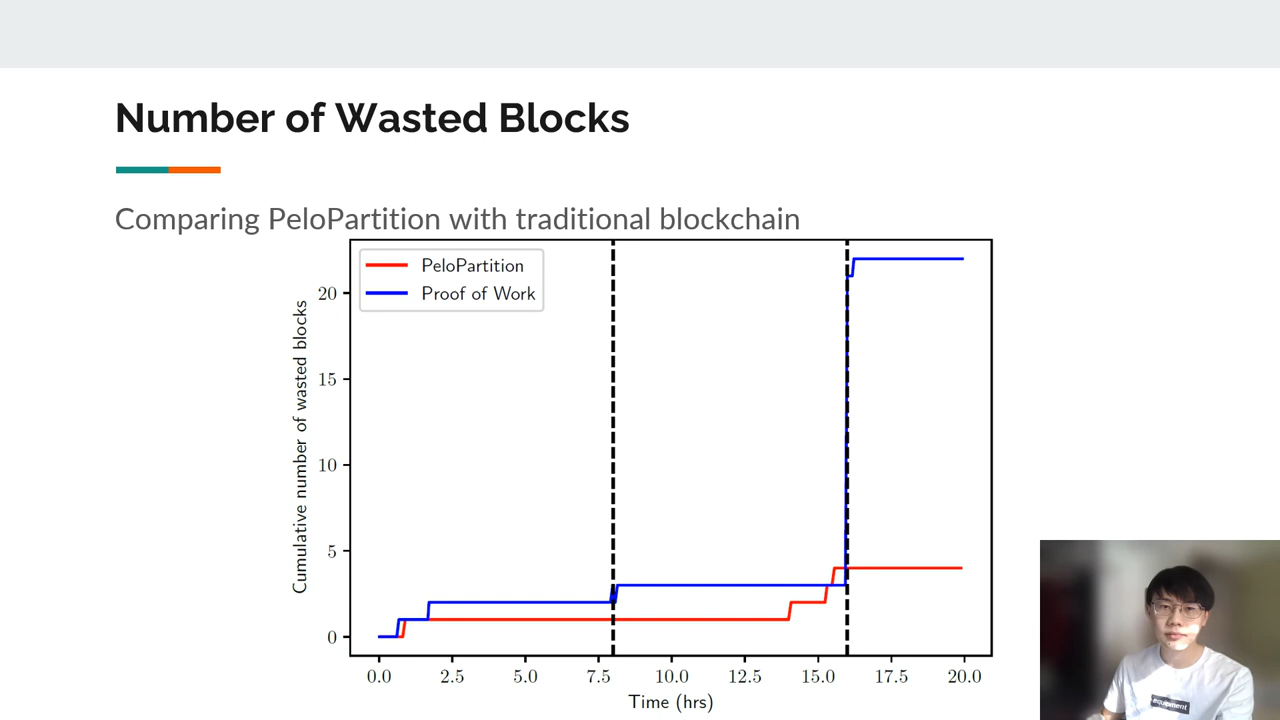 Number of Wasted Blocks
Comparing PeloPartition with traditional blockchain
PeloPartition
Proof of Work
Cumulative number of wasted blocks
20
15
10
5
0
0.0 2.5 5.0 7.5 10.0 12.5 15.0 17.5 20.0
Time (hrs)
equipment